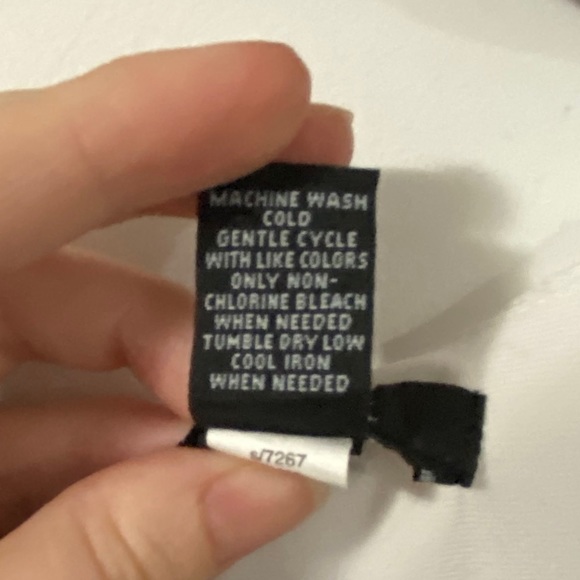 MACHINE WASH
COLD
GENTLE CYCLE
WITH LIKE COLORS
ONLY NON-
CHLORINE BLEACH
WHEN NEEDED
TUMBLE DRY LOW
COOL IRON
WHEN NEEDED
s/7267